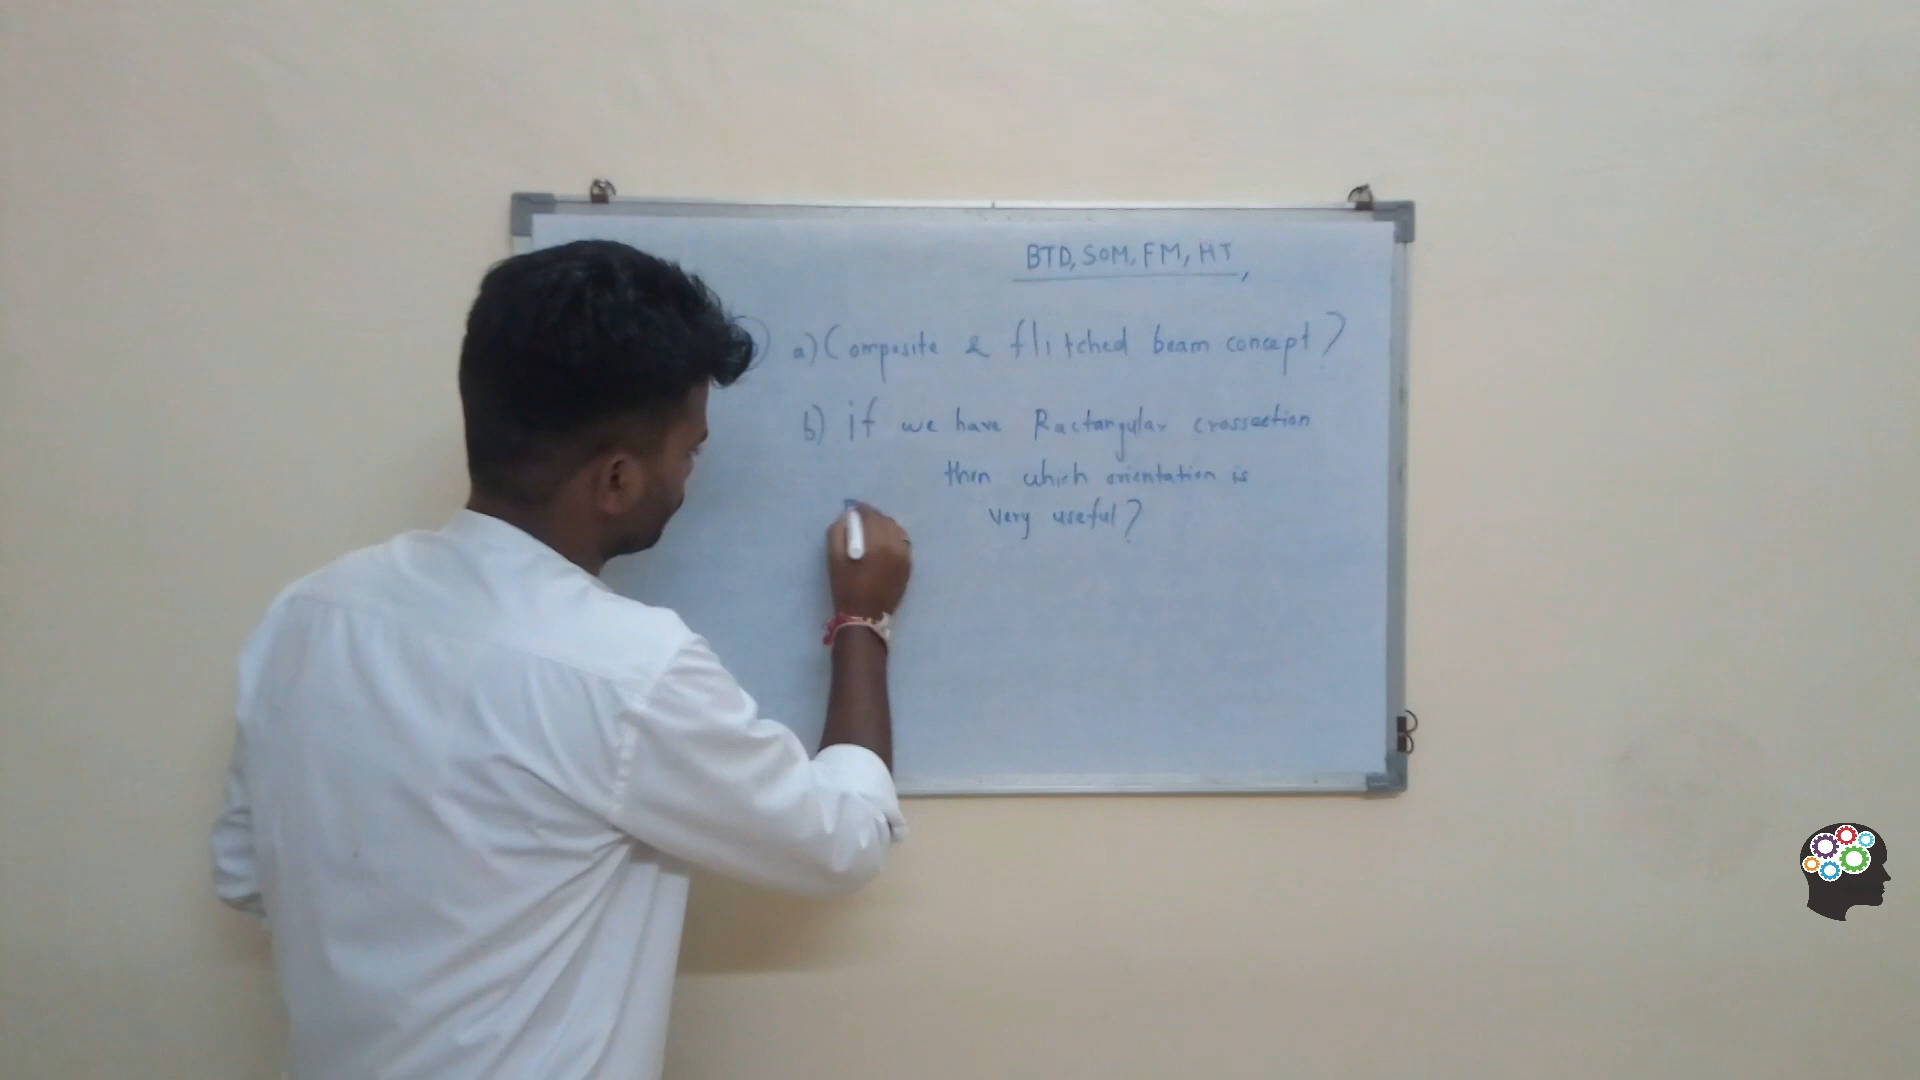 BTD, SOM, FM, HT,
a) Composite & flitched beam concept?
b) if we have Ractangular crossection
then which orientation is
very useful?